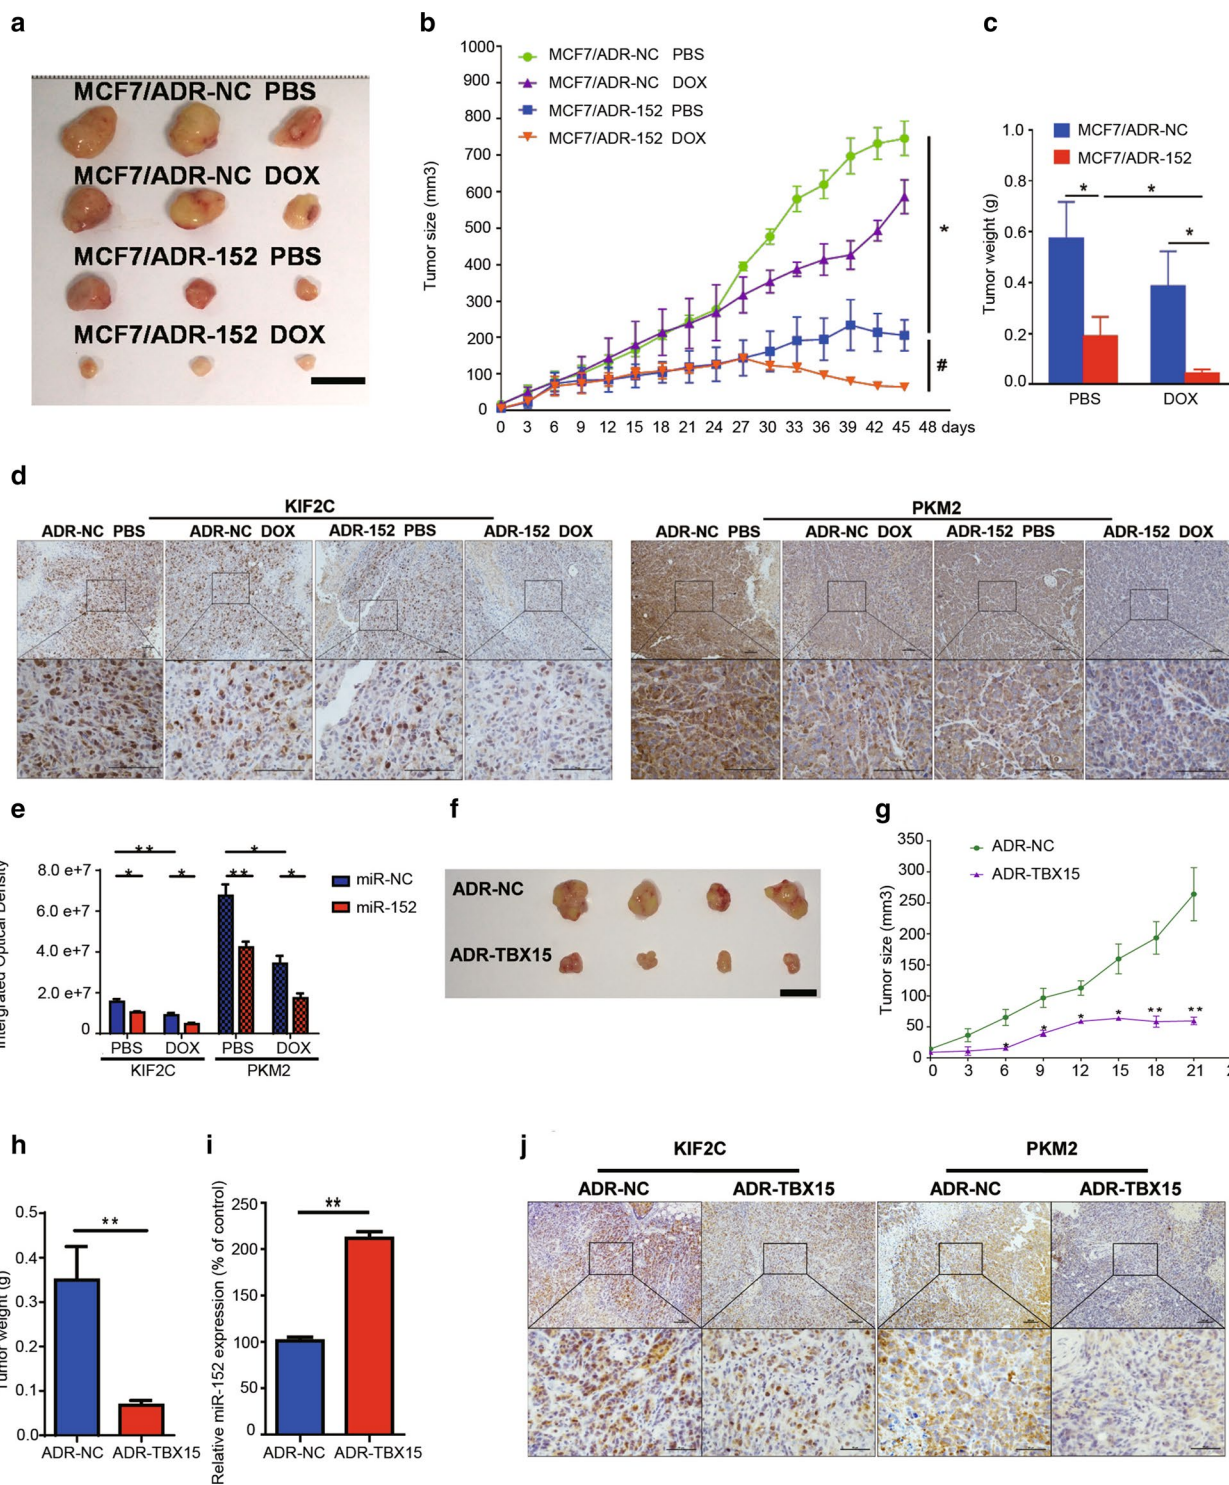 a
MCF7/ADR-NC PBS
MCF7/ADR-NC DOX
MCF7/ADR-152 PBS
MCF7/ADR-152 DOX
b
1000
900
800
700
600
500
400
300
200
100
0
Tumor size (mm3)
MCF7/ADR-NC PBS
MCF7/ADR-NC DOX
MCF7/ADR-152 PBS
MCF7/ADR-152 DOX
*
#
0 3 6 9 12 15 18 21 24 27 30 33 36 39 42 45 48 days
c
1.0
0.8
0.6
0.4
0.2
0.0
Tumor weight (g)
MCF7/ADR-NC
MCF7/ADR-152
* *
*
PBS DOX
d
KIF2C
ADR-NC PBS ADR-NC DOX ADR-152 PBS ADR-152 DOX
PKM2
ADR-NC PBS ADR-NC DOX ADR-152 PBS ADR-152 DOX
e
Intergrated Optical Density
8.0 e+7
6.0 e+7
4.0 e+7
2.0 e+7
0
** *
* * ** *
miR-NC
miR-152
PBS DOX PBS DOX
KIF2C PKM2
f
ADR-NC
ADR-TBX15
g
350
300
250
200
150
100
50
0
Tumor size (mm3)
ADR-NC
ADR-TBX15
* * * * ** **
0 3 6 9 12 15 18 21
h
0.5
0.4
0.3
0.2
0.1
0.0
Tumor weight (g)
**
ADR-NC ADR-TBX15
i
250
200
150
100
50
0
Relative miR-152 expression (% of control)
**
ADR-NC ADR-TBX15
j
KIF2C PKM2
ADR-NC ADR-TBX15 ADR-NC ADR-TBX15